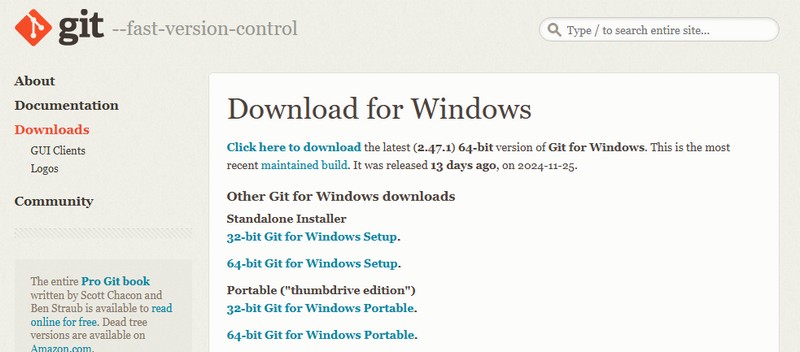 git --fast-version-control
Type / to search entire site...
About
Documentation
Downloads
GUI Clients
Logos
Community
The entire Pro Git book
written by Scott Chacon and
Ben Straub is available to read
online for free. Dead tree
versions are available on
Amazon.com.
Download for Windows
Click here to download the latest (2.47.1) 64-bit version of Git for Windows. This is the most
recent maintained build. It was released 13 days ago, on 2024-11-25.
Other Git for Windows downloads
Standalone Installer
32-bit Git for Windows Setup.
64-bit Git for Windows Setup.
Portable ("thumbdrive edition")
32-bit Git for Windows Portable.
64-bit Git for Windows Portable.